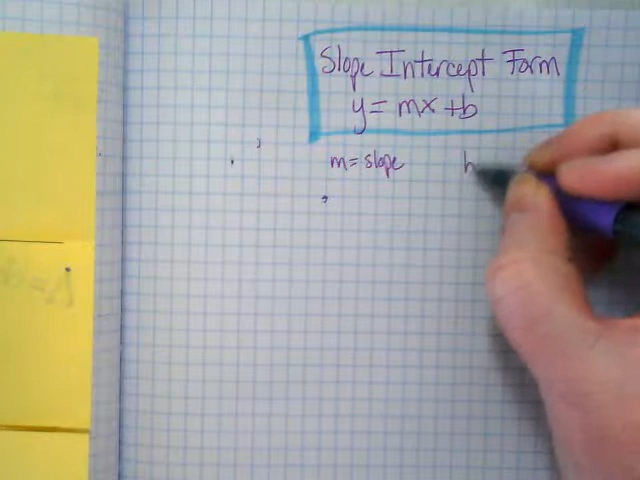 Slope Intercept Form
y = mx + b
m = slope b